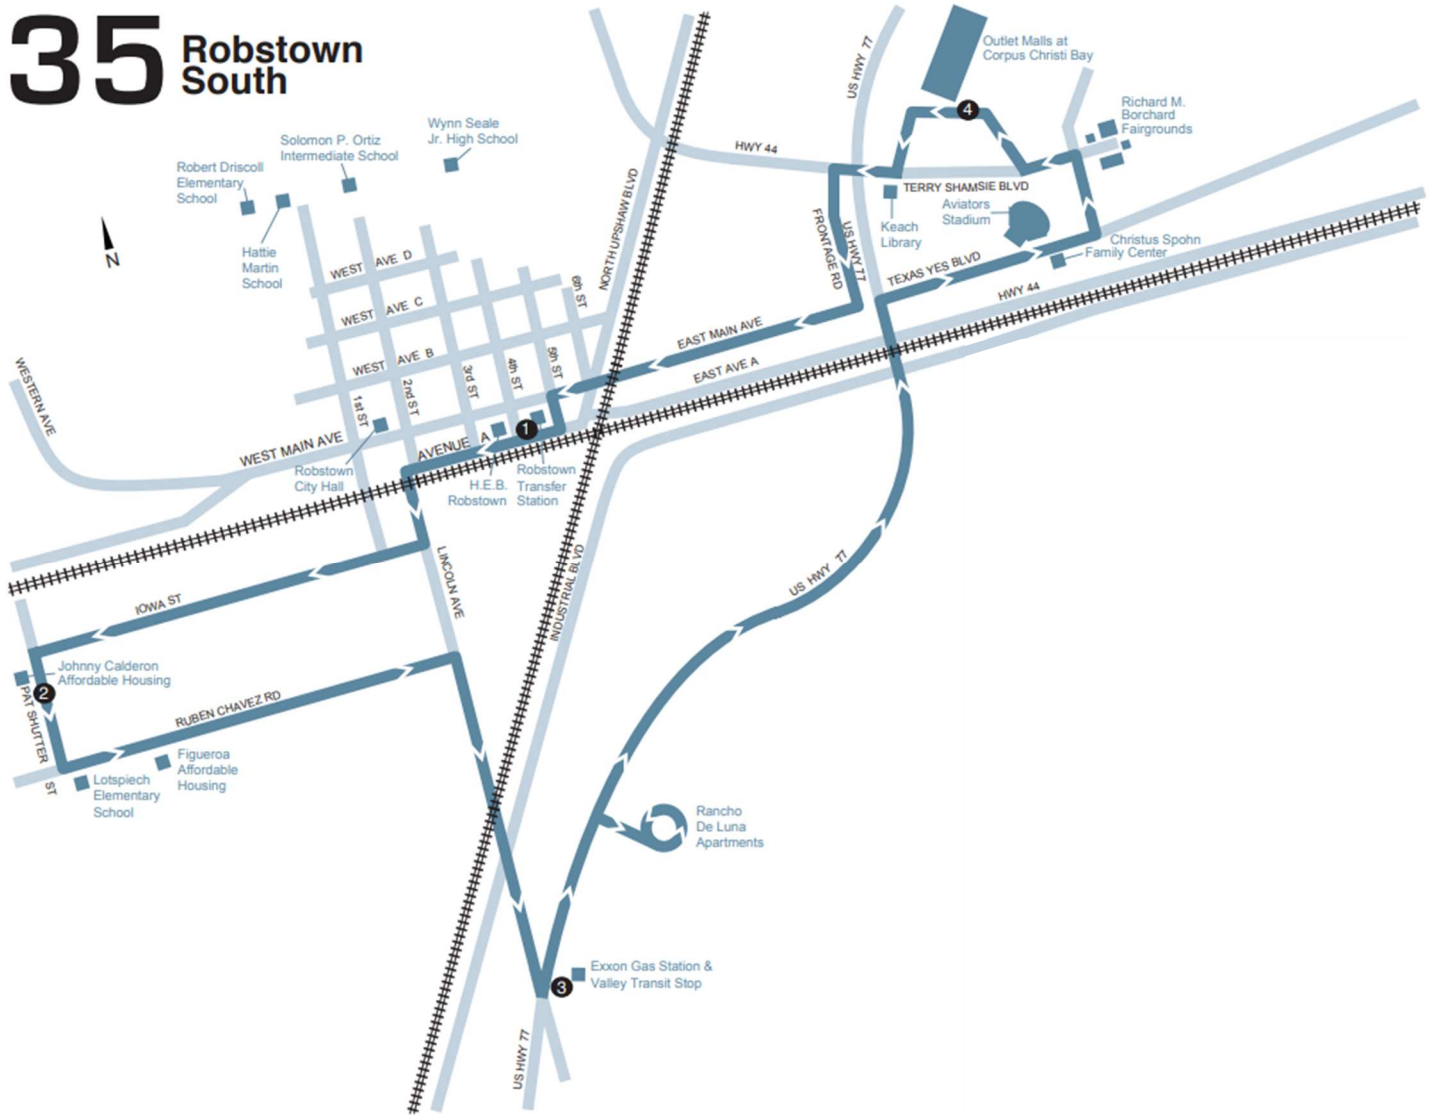 35
Robstown
South
Outlet Malls at
Corpus Christi Bay
US HWY 77
Richard M.
Borchard
Fairgrounds
Wynn Seale
Jr. High School
Solomon P. Ortiz
Intermediate School
Robert Driscoll
Elementary
School
4
HWY 44
TERRY SHAMSIE BLVD
Aviators
Stadium
Keach
Library
NORTH UPSHAW BLVD
FRONTAGE RD
US HWY 77
Christus Spohn
Family Center
TEXAS YES BLVD
HWY 44
N
Hattie
Martin
School
WEST AVE D
WEST AVE C
WEST AVE B
6th ST
5th ST
4th ST
3rd ST
2nd ST
1st ST
EAST MAIN AVE
EAST AVE A
WESTERN AVE
WEST MAIN AVE
AVENUE A
1
Robstown
City Hall
H.E.B.
Robstown
Robstown
Transfer
Station
LINCOLN AVE
INDUSTRIAL BLVD
US HWY 77
IOWA ST
Johnny Calderon
Affordable Housing
2
PAT SHUTTER ST
RUBEN CHAVEZ RD
Figueroa
Affordable
Housing
Lotspiech
Elementary
School
Rancho
De Luna
Apartments
Exxon Gas Station &
Valley Transit Stop
3
US HWY 77